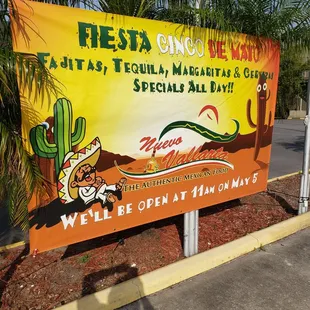 FIESTA CINCO DE MAYO
FAJITAS, TEQUILA, MARGARITAS & CERVEZAS
SPECIALS ALL DAY!!
Nuevo
Vallarta
THE AUTHENTIC MEXICAN FOOD
WE'LL BE OPEN AT 11AM ON MAY 5